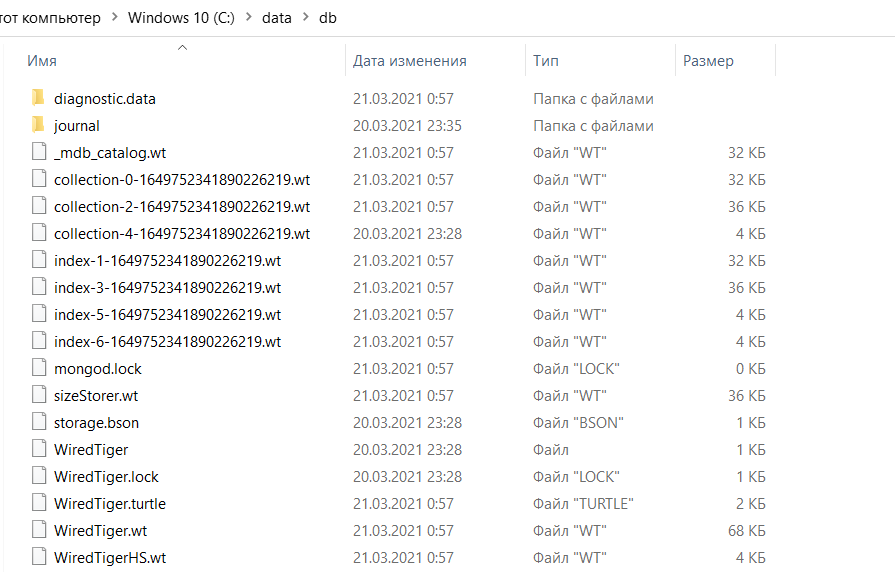 тот компьютер > Windows 10 (C:) > data > db
Имя Дата изменения Тип Размер
diagnostic.data 21.03.2021 0:57 Папка с файлами
journal 20.03.2021 23:35 Папка с файлами
_mdb_catalog.wt 21.03.2021 0:57 Файл "WT" 32 КБ
collection-0-1649752341890226219.wt 21.03.2021 0:57 Файл "WT" 32 КБ
collection-2-1649752341890226219.wt 21.03.2021 0:57 Файл "WT" 36 КБ
collection-4-1649752341890226219.wt 20.03.2021 23:28 Файл "WT" 4 КБ
index-1-1649752341890226219.wt 21.03.2021 0:57 Файл "WT" 32 КБ
index-3-1649752341890226219.wt 21.03.2021 0:57 Файл "WT" 36 КБ
index-5-1649752341890226219.wt 21.03.2021 0:57 Файл "WT" 4 КБ
index-6-1649752341890226219.wt 21.03.2021 0:57 Файл "WT" 4 КБ
mongod.lock 21.03.2021 0:57 Файл "LOCK" 0 КБ
sizeStorer.wt 21.03.2021 0:57 Файл "WT" 36 КБ
storage.bson 20.03.2021 23:28 Файл "BSON" 1 КБ
WiredTiger 20.03.2021 23:28 Файл 1 КБ
WiredTiger.lock 20.03.2021 23:28 Файл "LOCK" 1 КБ
WiredTiger.turtle 21.03.2021 0:57 Файл "TURTLE" 2 КБ
WiredTiger.wt 21.03.2021 0:57 Файл "WT" 68 КБ
WiredTigerHS.wt 21.03.2021 0:57 Файл "WT" 4 КБ